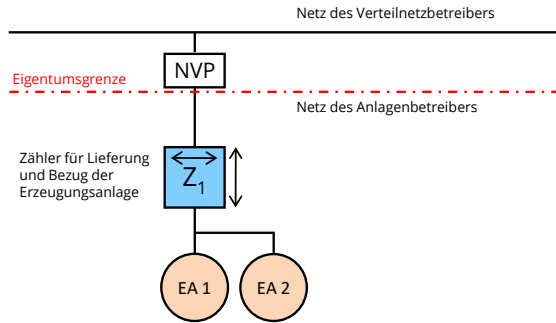 Netz des Verteilnetzbetreibers
NVP
Eigentumsgrenze
Netz des Anlagenbetreibers
Zähler für Lieferung
und Bezug der
Erzeugungsanlage
Z1
EA 1
EA 2